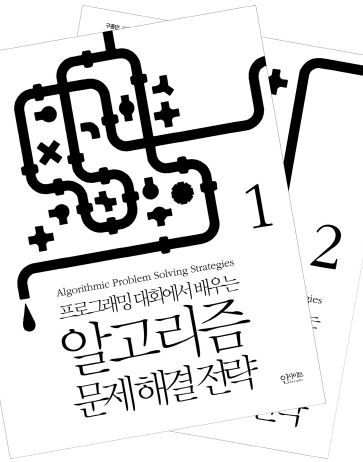 1
Algorithmic Problem Solving Strategies
프로그래밍 대회에서 배우는
알고리즘
문제 해결 전략
인사이트
insight
구종만
2